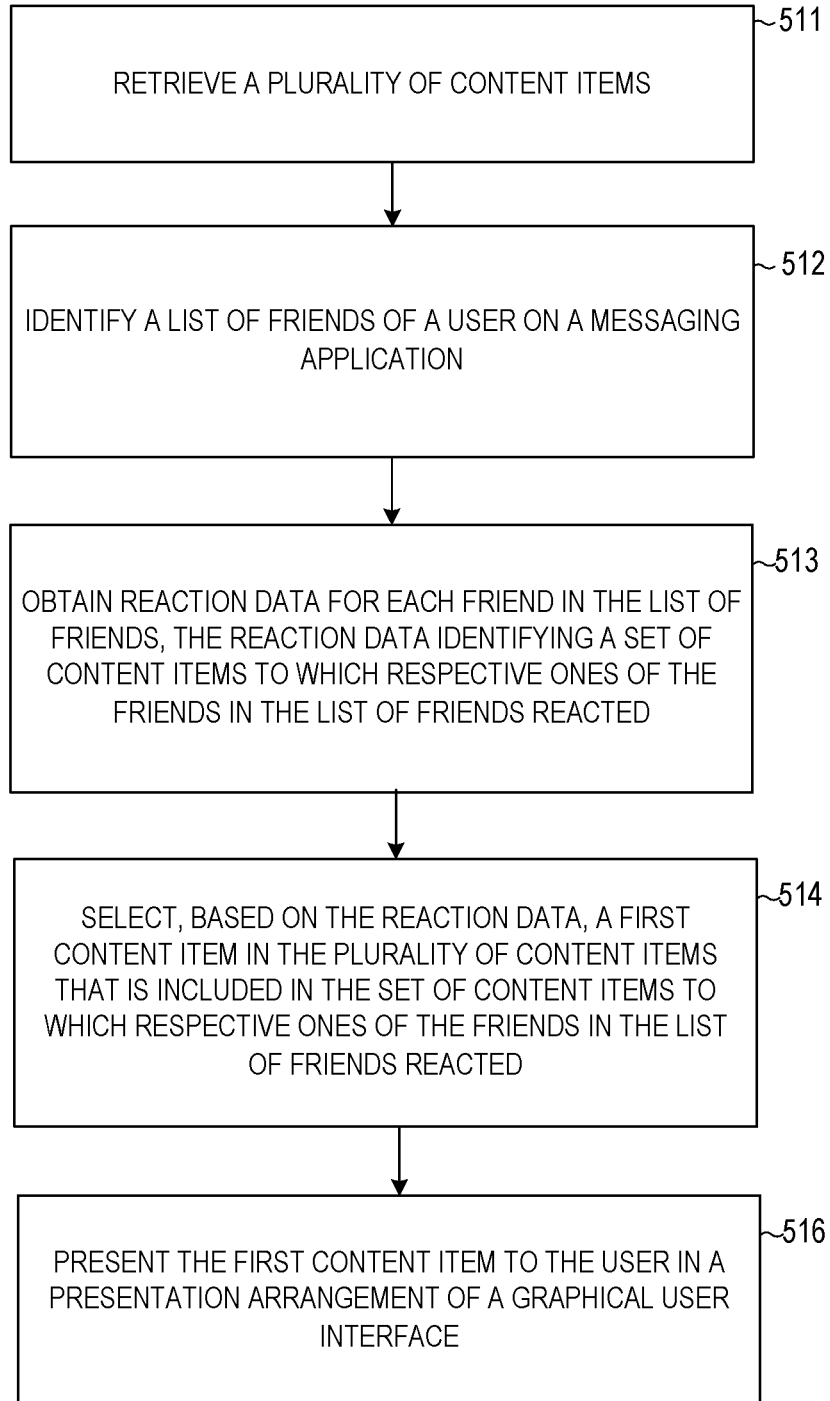 511
RETRIEVE A PLURALITY OF CONTENT ITEMS
512
IDENTIFY A LIST OF FRIENDS OF A USER ON A MESSAGING
APPLICATION
513
OBTAIN REACTION DATA FOR EACH FRIEND IN THE LIST OF
FRIENDS, THE REACTION DATA IDENTIFYING A SET OF
CONTENT ITEMS TO WHICH RESPECTIVE ONES OF THE
FRIENDS IN THE LIST OF FRIENDS REACTED
514
SELECT, BASED ON THE REACTION DATA, A FIRST
CONTENT ITEM IN THE PLURALITY OF CONTENT ITEMS
THAT IS INCLUDED IN THE SET OF CONTENT ITEMS TO
WHICH RESPECTIVE ONES OF THE FRIENDS IN THE LIST
OF FRIENDS REACTED
516
PRESENT THE FIRST CONTENT ITEM TO THE USER IN A
PRESENTATION ARRANGEMENT OF A GRAPHICAL USER
INTERFACE